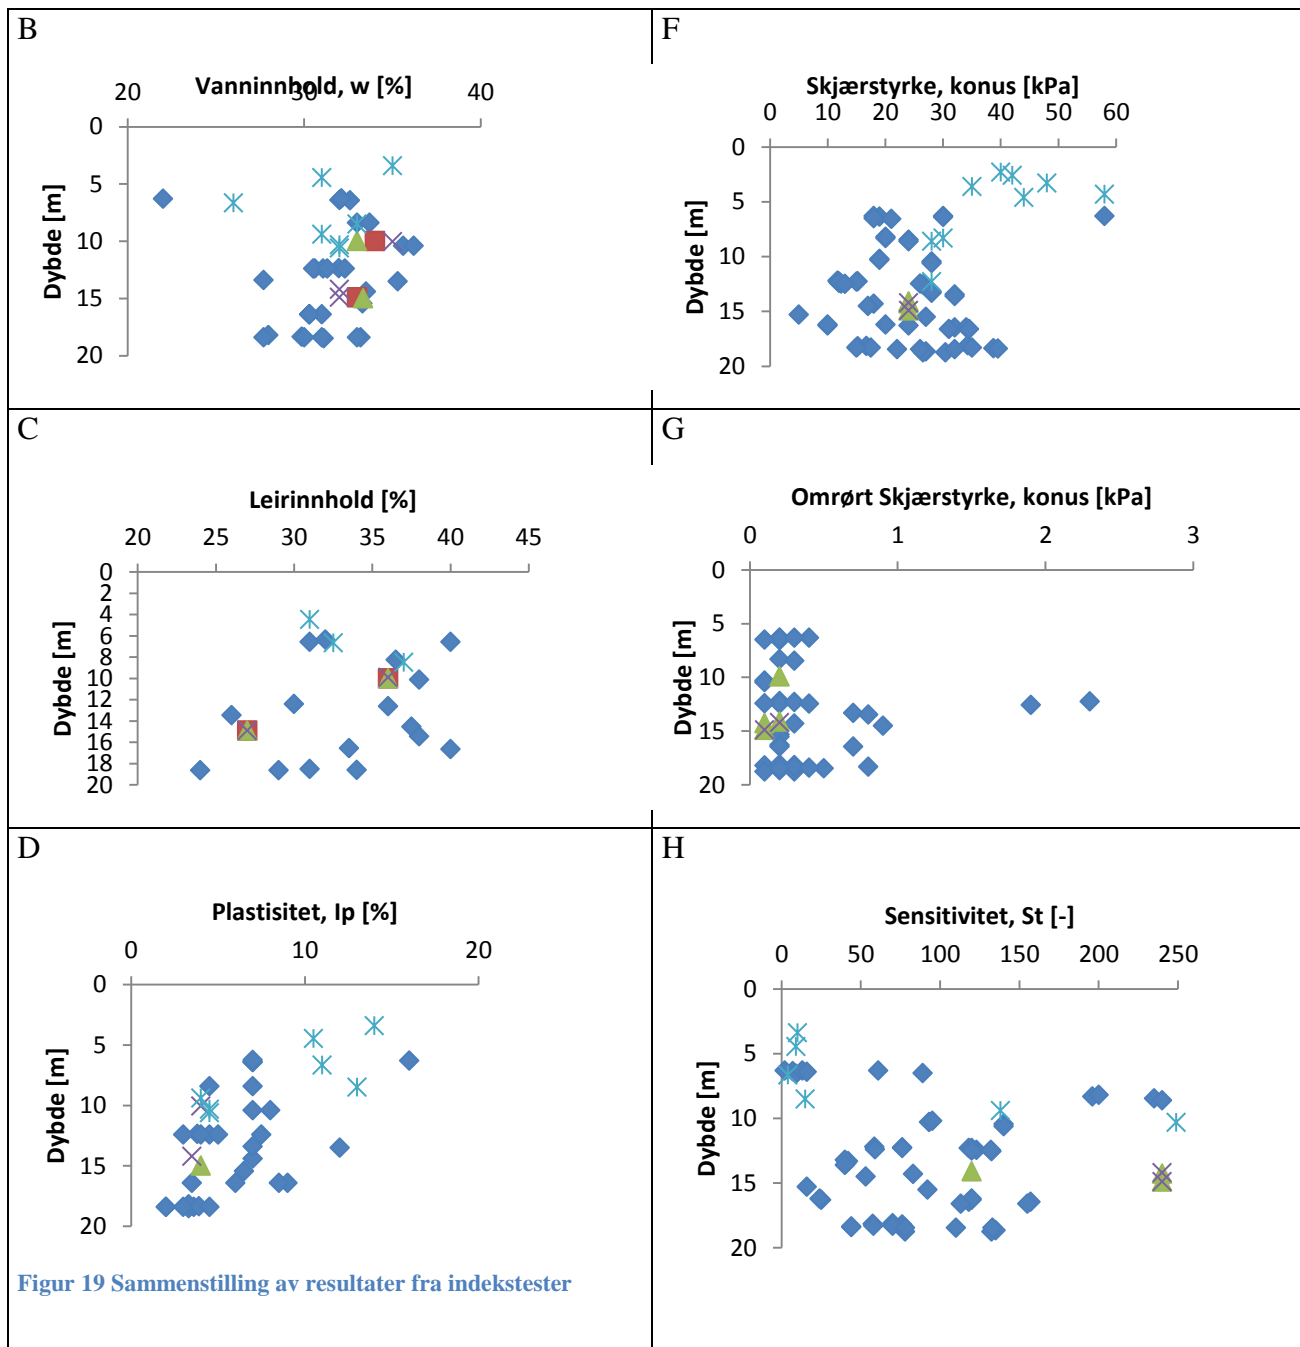 B
Vanninnhold, w [%]
20 30 40
0
5
10
15
20
Dybde [m]
F
Skjærstyrke, konus [kPa]
0 10 20 30 40 50 60
0
5
10
15
20
Dybde [m]
C
Leirinnhold [%]
20 25 30 35 40 45
0
2
4
6
8
10
12
14
16
18
20
Dybde [m]
G
Omrørt Skjærstyrke, konus [kPa]
0 1 2 3
0
5
10
15
20
Dybde [m]
D
Plastisitet, Ip [%]
0 10 20
0
5
10
15
20
Dybde [m]
Figur 19 Sammenstilling av resultater fra indekstester
H
Sensitivitet, St [-]
0 50 100 150 200 250
0
5
10
15
20
Dybde [m]